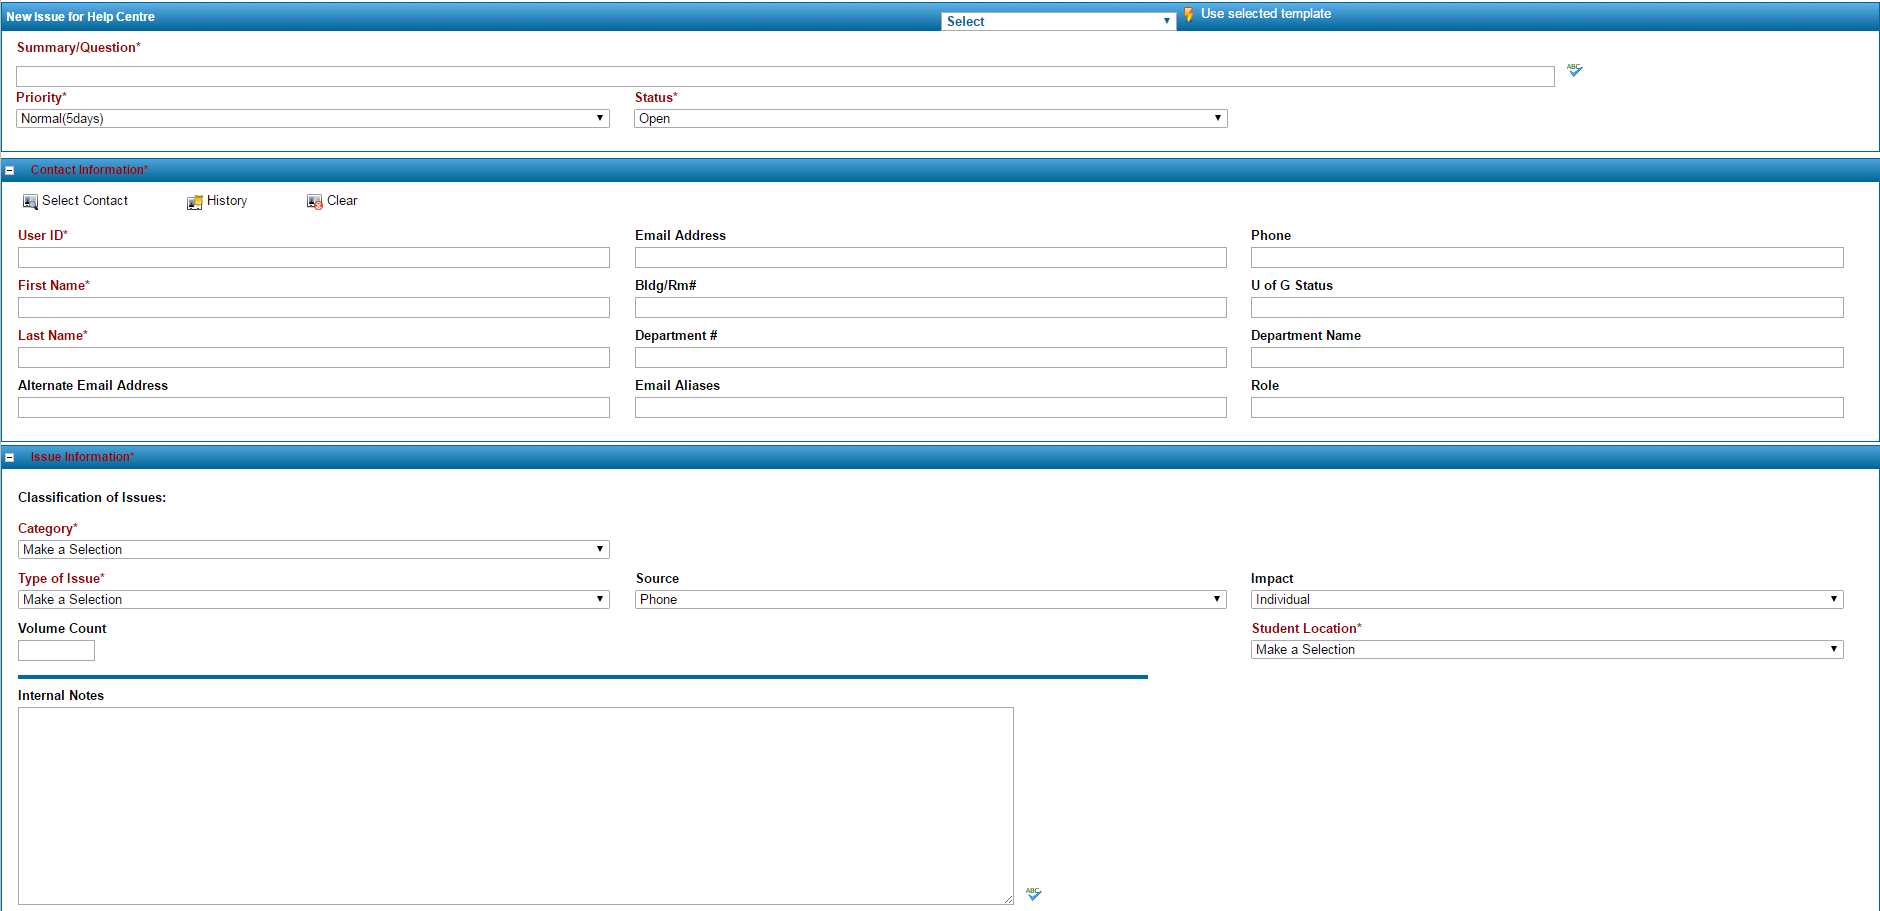 New Issue for Help Centre Select Use selected template
Summary/Question*
ABC
Priority* Status*
Normal(5days) Open
Contact Information*
Select Contact History Clear
User ID* Email Address Phone
First Name* Bldg/Rm# U of G Status
Last Name* Department # Department Name
Alternate Email Address Email Aliases Role
Issue Information*
Classification of Issues:
Category*
Make a Selection
Type of Issue* Source Impact
Make a Selection Phone Individual
Volume Count Student Location*
Make a Selection
Internal Notes
ABC